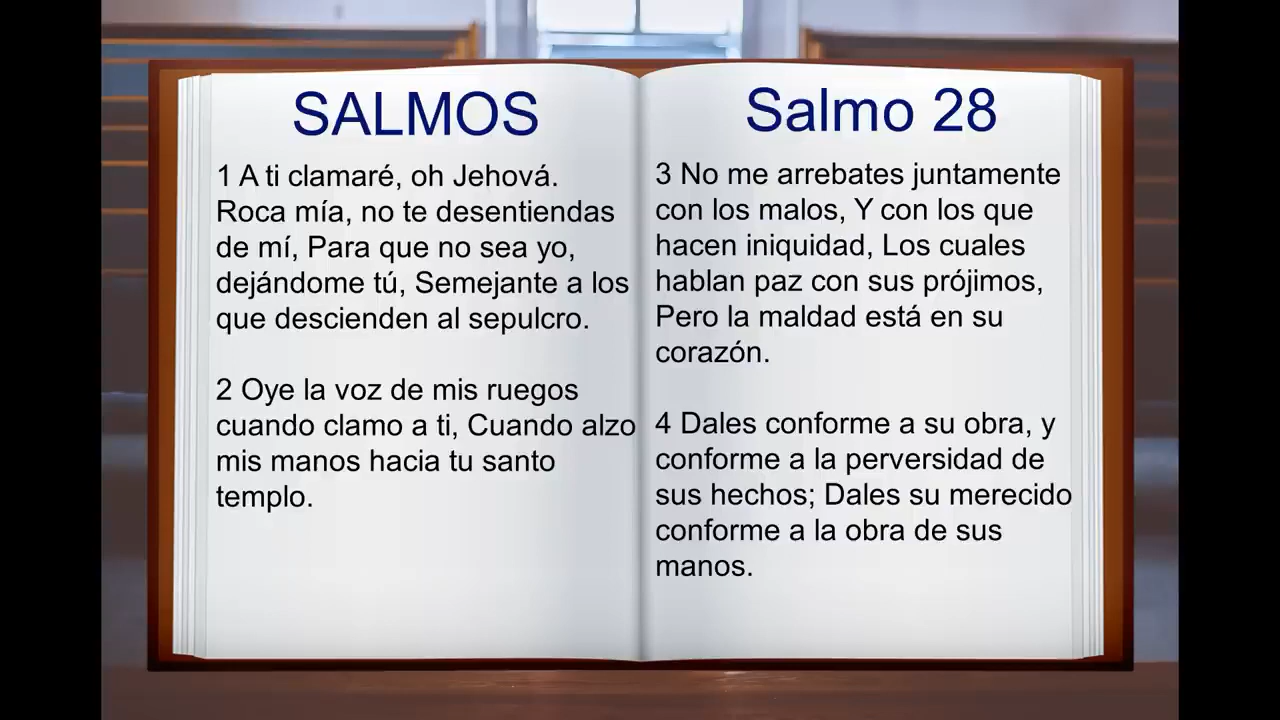 SALMOS
1 A ti clamaré, oh Jehová.
Roca mía, no te desentiendas
de mí, Para que no sea yo,
dejándome tú, Semejante a los
que descienden al sepulcro.
2 Oye la voz de mis ruegos
cuando clamo a ti, Cuando alzo
mis manos hacia tu santo
templo.
Salmo 28
3 No me arrebates juntamente
con los malos, Y con los que
hacen iniquidad, Los cuales
hablan paz con sus prójimos,
Pero la maldad está en su
corazón.
4 Dales conforme a su obra, y
conforme a la perversidad de
sus hechos; Dales su merecido
conforme a la obra de sus
manos.